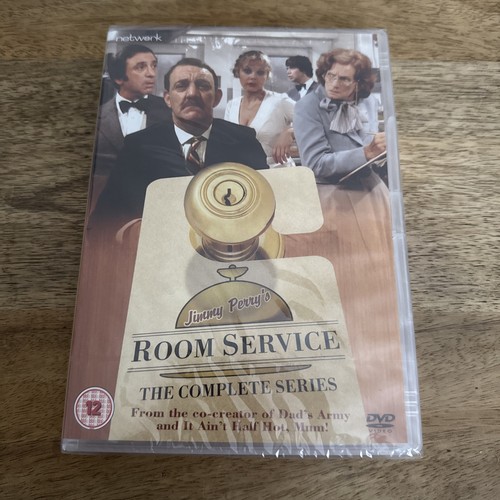 network
Jimmy Perry's
ROOM SERVICE
THE COMPLETE SERIES
From the co-creator of Dad's Army
and It Ain't Half Hot, Mum!
12
DVD
VIDEO